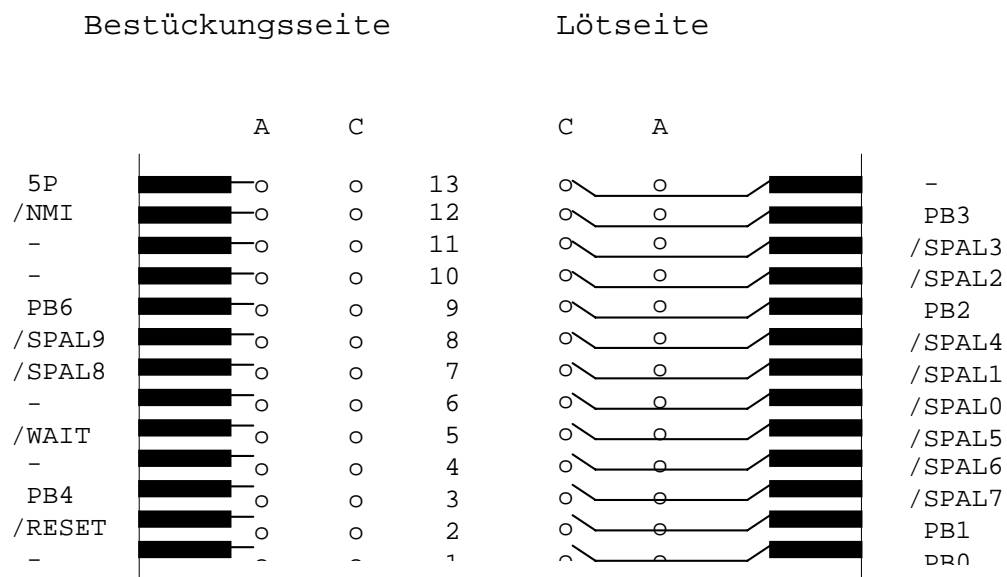 Bestückungsseite Lötseite
A C C A
5P 13 -
/NMI 12 PB3
- 11 /SPAL3
- 10 /SPAL2
PB6 9 PB2
/SPAL9 8 /SPAL4
/SPAL8 7 /SPAL1
- 6 /SPAL0
/WAIT 5 /SPAL5
- 4 /SPAL6
PB4 3 /SPAL7
/RESET 2 PB1
- 1 PB0